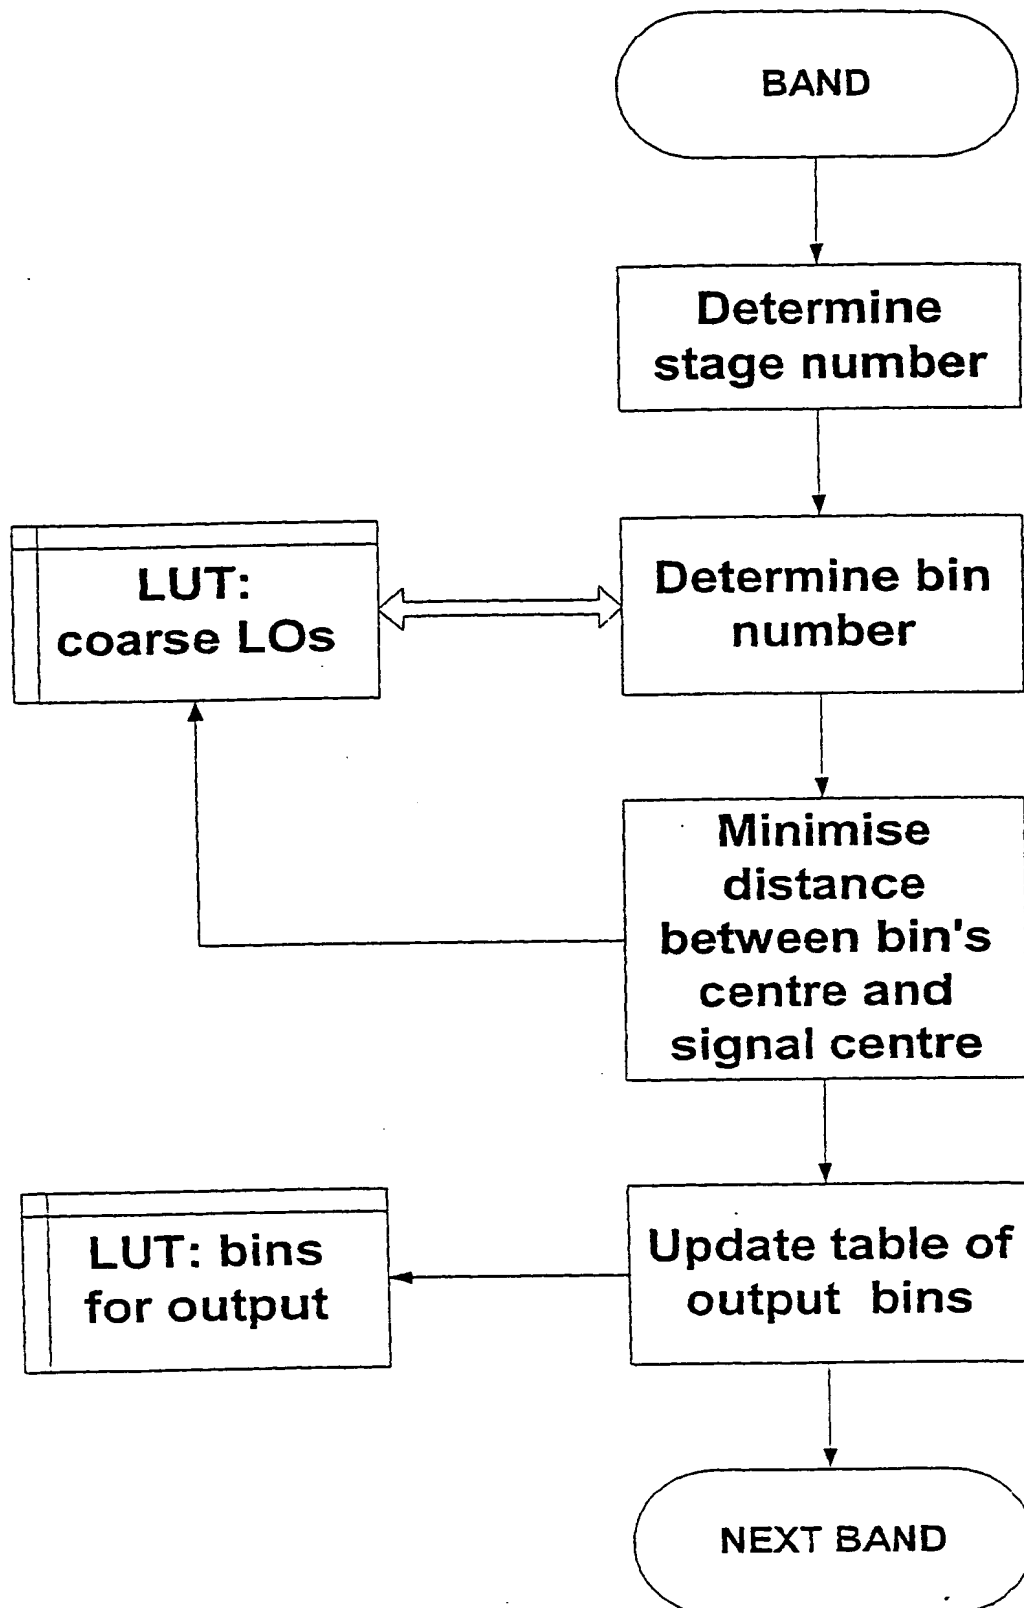 BAND
Determine
stage number
LUT:
coarse LOs
Determine bin
number
Minimise
distance
between bin's
centre and
signal centre
LUT: bins
for output
Update table of
output bins
NEXT BAND